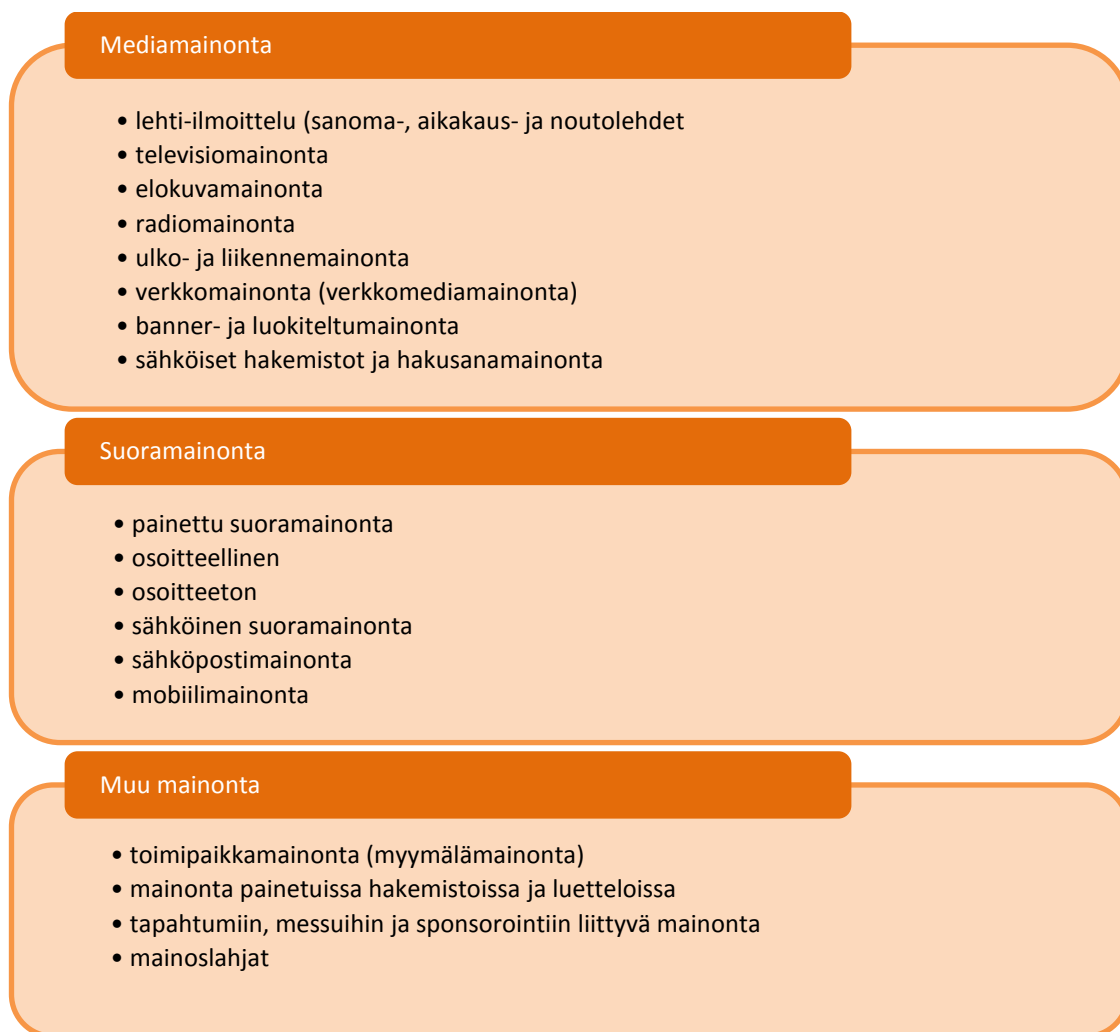 Mediamainonta
• lehti-ilmoittelu (sanoma-, aikakaus- ja noutolehdet
• televisiomainonta
• elokuvamainonta
• radiomainonta
• ulko- ja liikennemainonta
• verkkomainonta (verkkomediamainonta)
• banner- ja luokiteltumainonta
• sähköiset hakemistot ja hakusanamainonta
Suoramainonta
• painettu suoramainonta
• osoitteellinen
• osoitteeton
• sähköinen suoramainonta
• sähköpostimainonta
• mobiilimainonta
Muu mainonta
• toimipaikkamainonta (myymälämainonta)
• mainonta painetuissa hakemistoissa ja luetteloissa
• tapahtumiin, messuihin ja sponsorointiin liittyvä mainonta
• mainoslahjat